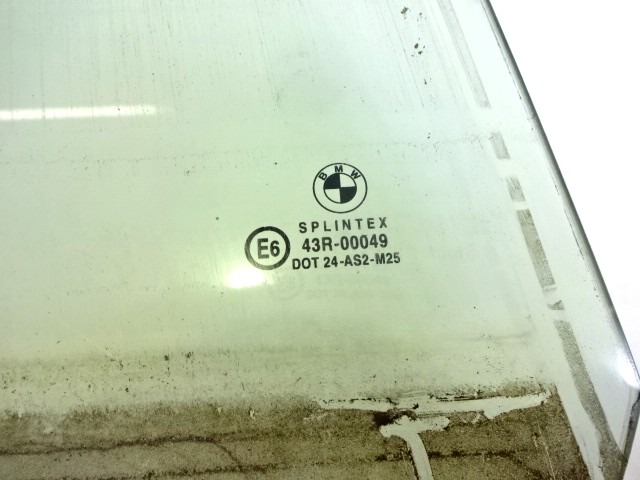 BMW
SPLINTEX
E6 43R-00049
DOT 24-AS2-M25